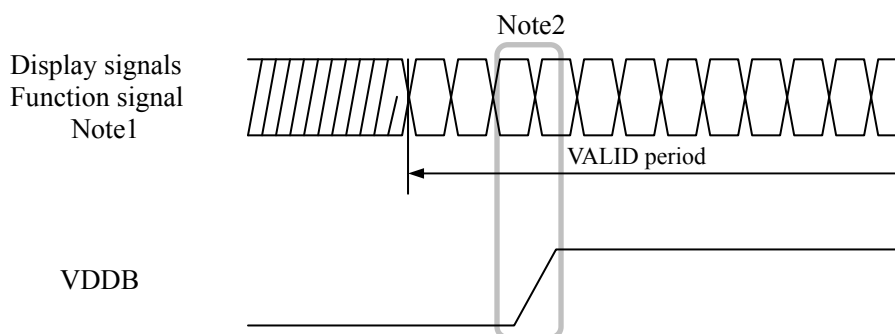 Note2
Display signals
Function signal
Note1
VALID period
VDDB